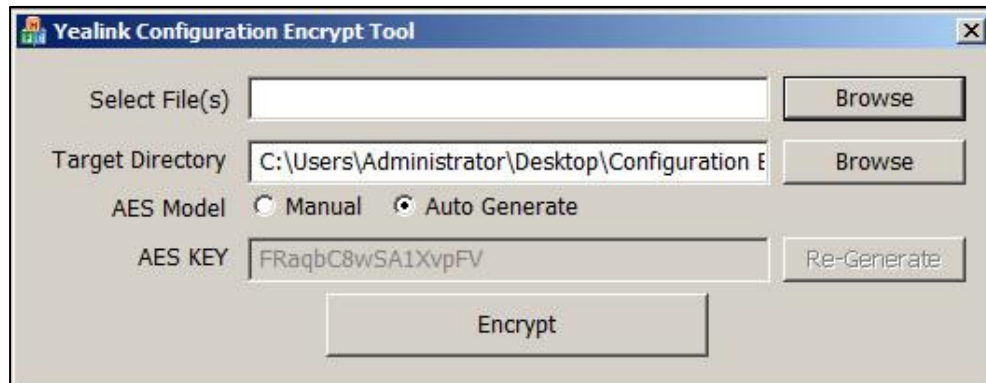 Yealink Configuration Encrypt Tool
Select File(s) Browse
Target Directory C:\Users\Administrator\Desktop\Configuration E Browse
AES Model Manual Auto Generate
AES KEY FRaqbC8wSA1XvpFV Re-Generate
Encrypt